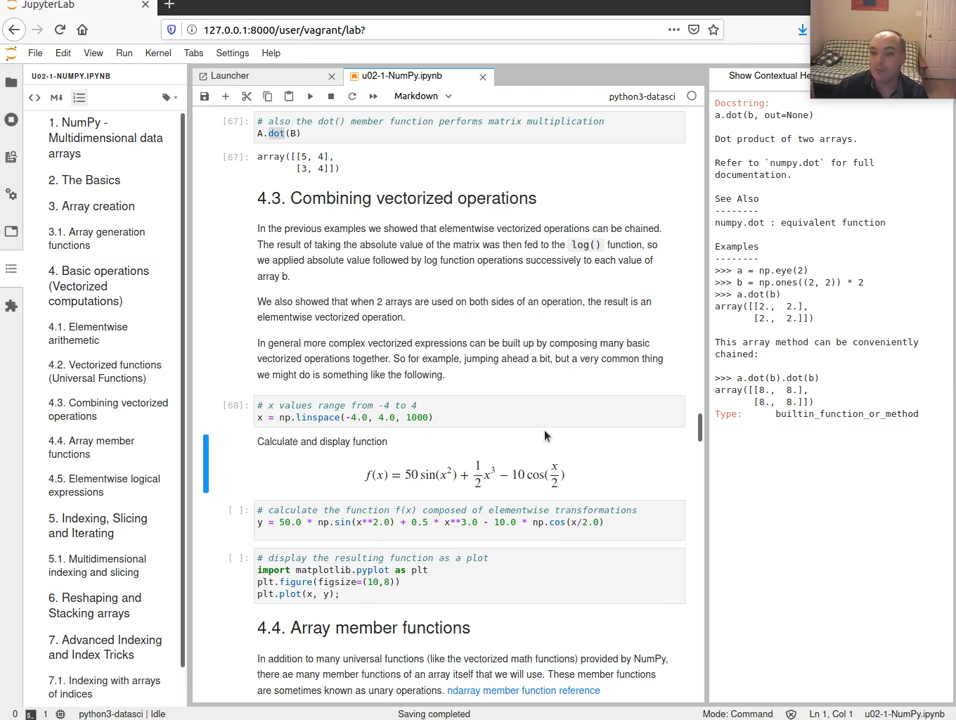 JupyterLab
127.0.0.1:8000/user/vagrant/lab?
File Edit View Run Kernel Tabs Settings Help
U02-1-NUMPY.IPYNB
1. NumPy -
Multidimensional data
arrays
2. The Basics
3. Array creation
3.1. Array generation
functions
4. Basic operations
(Vectorized
computations)
4.1. Elementwise
arithemetic
4.2. Vectorized functions
(Universal Functions)
4.3. Combining vectorized
operations
4.4. Array member
functions
4.5. Elementwise logical
expressions
5. Indexing, Slicing
and Iterating
5.1. Multidimensional
indexing and slicing
6. Reshaping and
Stacking arrays
7. Advanced Indexing
and Index Tricks
7.1. Indexing with arrays
of indices
Launcher
u02-1-NumPy.ipynb
Markdown
python3-datasci
[67]: # also the dot() member function performs matrix multiplication
A.dot(B)
[67]: array([[5, 4],
[3, 4]])
4.3. Combining vectorized operations
In the previous examples we showed that elementwise vectorized operations can be chained.
The result of taking the absolute value of the matrix was then fed to the log() function, so
we applied absolute value followed by log function operations successively to each value of
array b.
We also showed that when 2 arrays are used on both sides of an operation, the result is an
elementwise vectorized operation.
In general more complex vectorized expressions can be built up by composing many basic
vectorized operations together. So for example, jumping ahead a bit, but a very common thing
we might do is something like the following.
[68]: # x values range from -4 to 4
x = np.linspace(-4.0, 4.0, 1000)
Calculate and display function
f(x) = 50 sin(x²) + 1/2 x³ − 10 cos(x/2)
[ ]: # calculate the function f(x) composed of elementwise transformations
y = 50.0 * np.sin(x**2.0) + 0.5 * x**3.0 - 10.0 * np.cos(x/2.0)
[ ]: # display the resulting function as a plot
import matplotlib.pyplot as plt
plt.figure(figsize=(10,8))
plt.plot(x, y);
4.4. Array member functions
In addition to many universal functions (like the vectorized math functions) provided by NumPy,
there ae many member functions of an array itself that we will use. These member functions
are sometimes known as unary operations. ndarray member function reference
Show Contextual He
Docstring:
a.dot(b, out=None)
Dot product of two arrays.
Refer to `numpy.dot` for full
documentation.
See Also
--------
numpy.dot : equivalent function
Examples
--------
>>> a = np.eye(2)
>>> b = np.ones((2, 2)) * 2
>>> a.dot(b)
array([[2., 2.],
[2., 2.]])
This array method can be conveniently
chained:
>>> a.dot(b).dot(b)
array([[8., 8.],
[8., 8.]])
Type: builtin_function_or_method
0 1 python3-datasci | Idle Saving completed Mode: Command Ln 1, Col 1 u02-1-NumPy.ipynb